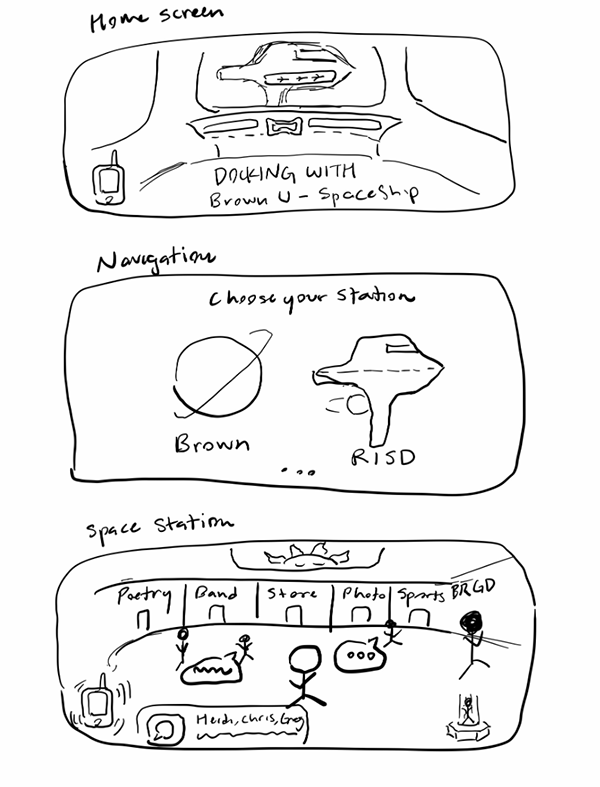 Home Screen
DOCKING WITH
Brown U - Spaceship
Navigation
Choose your Station
Brown
RISD
Space Station
Poetry Band Store Photo Sports BRGD
Heidi, Chris, Greg